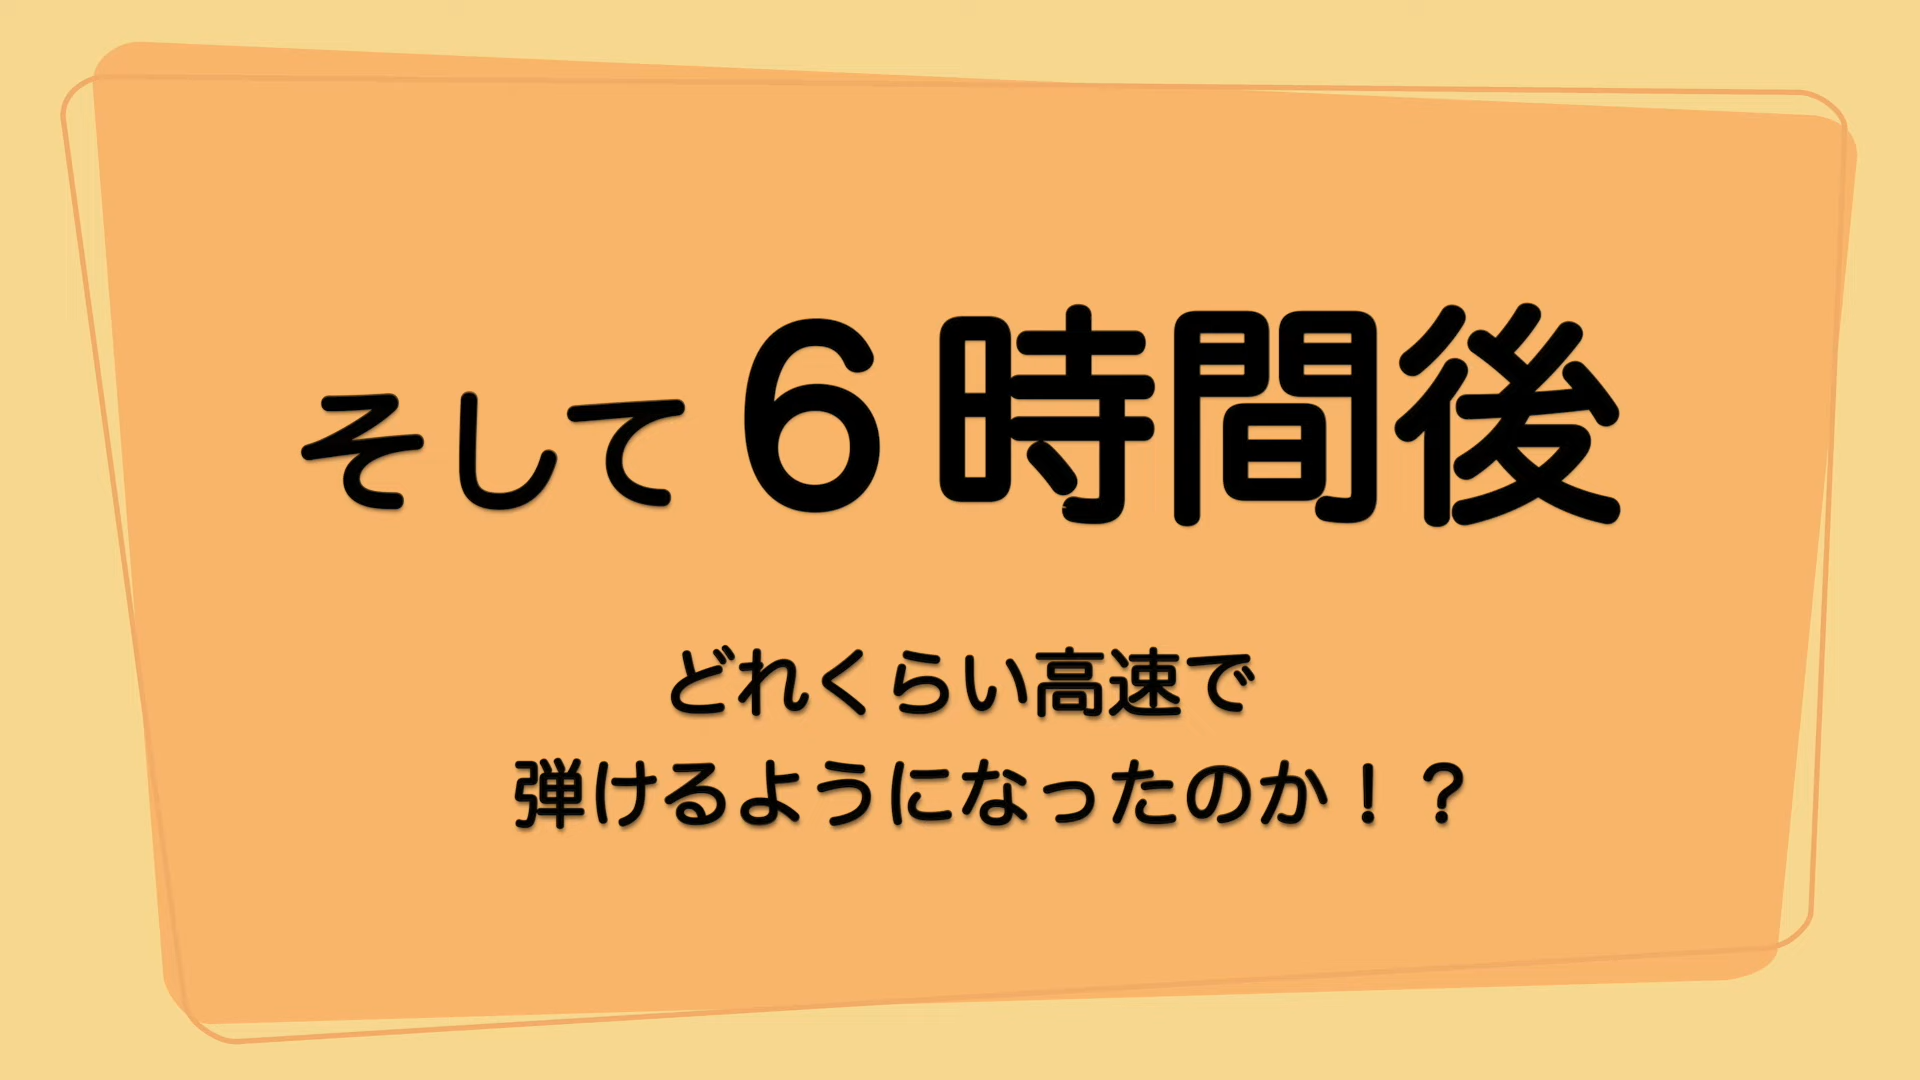 そして６時間後
どれくらい高速で
弾けるようになったのか！？